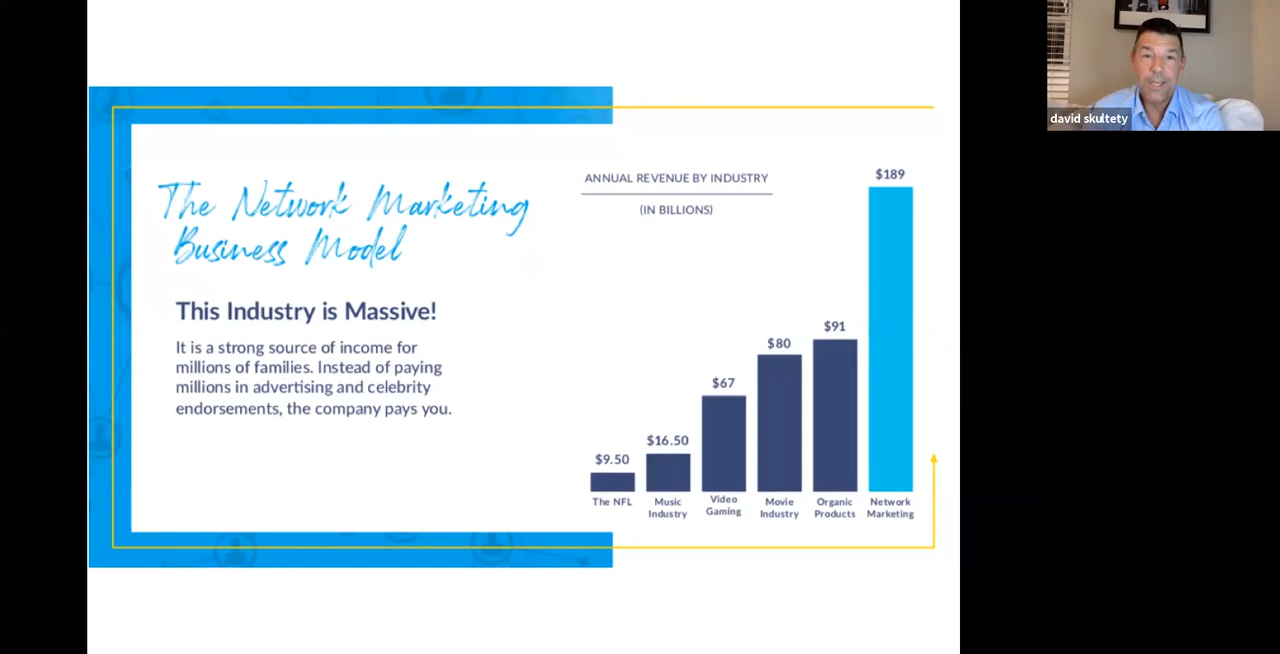 The Network Marketing
Business Model
This Industry is Massive!
It is a strong source of income for
millions of families. Instead of paying
millions in advertising and celebrity
endorsements, the company pays you.
ANNUAL REVENUE BY INDUSTRY
(IN BILLIONS)
$9.50
$16.50
$67
$80
$91
$189
The NFL
Music
Industry
Video
Gaming
Movie
Industry
Organic
Products
Network
Marketing
david skultety